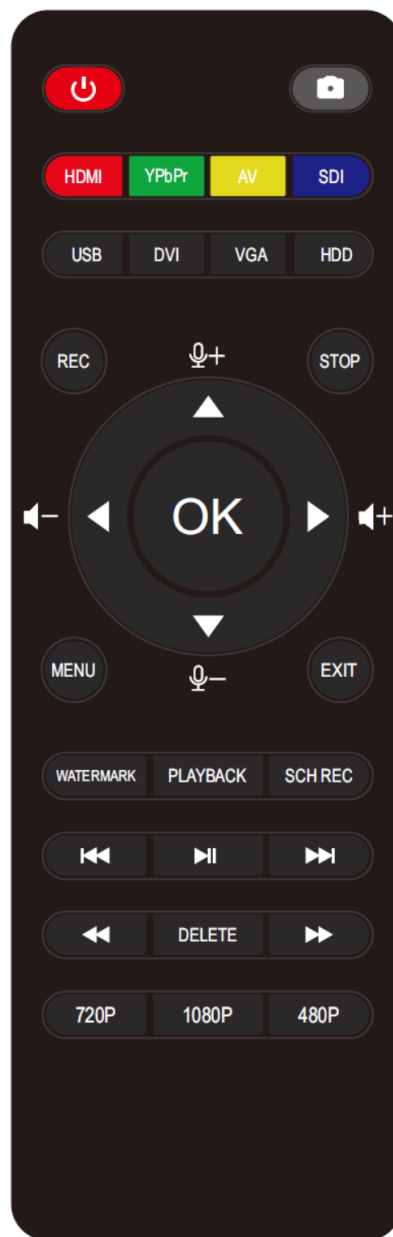 HDMI YPbPr AV SDI
USB DVI VGA HDD
REC STOP
OK
MENU EXIT
WATERMARK PLAYBACK SCH REC
DELETE
720P 1080P 480P